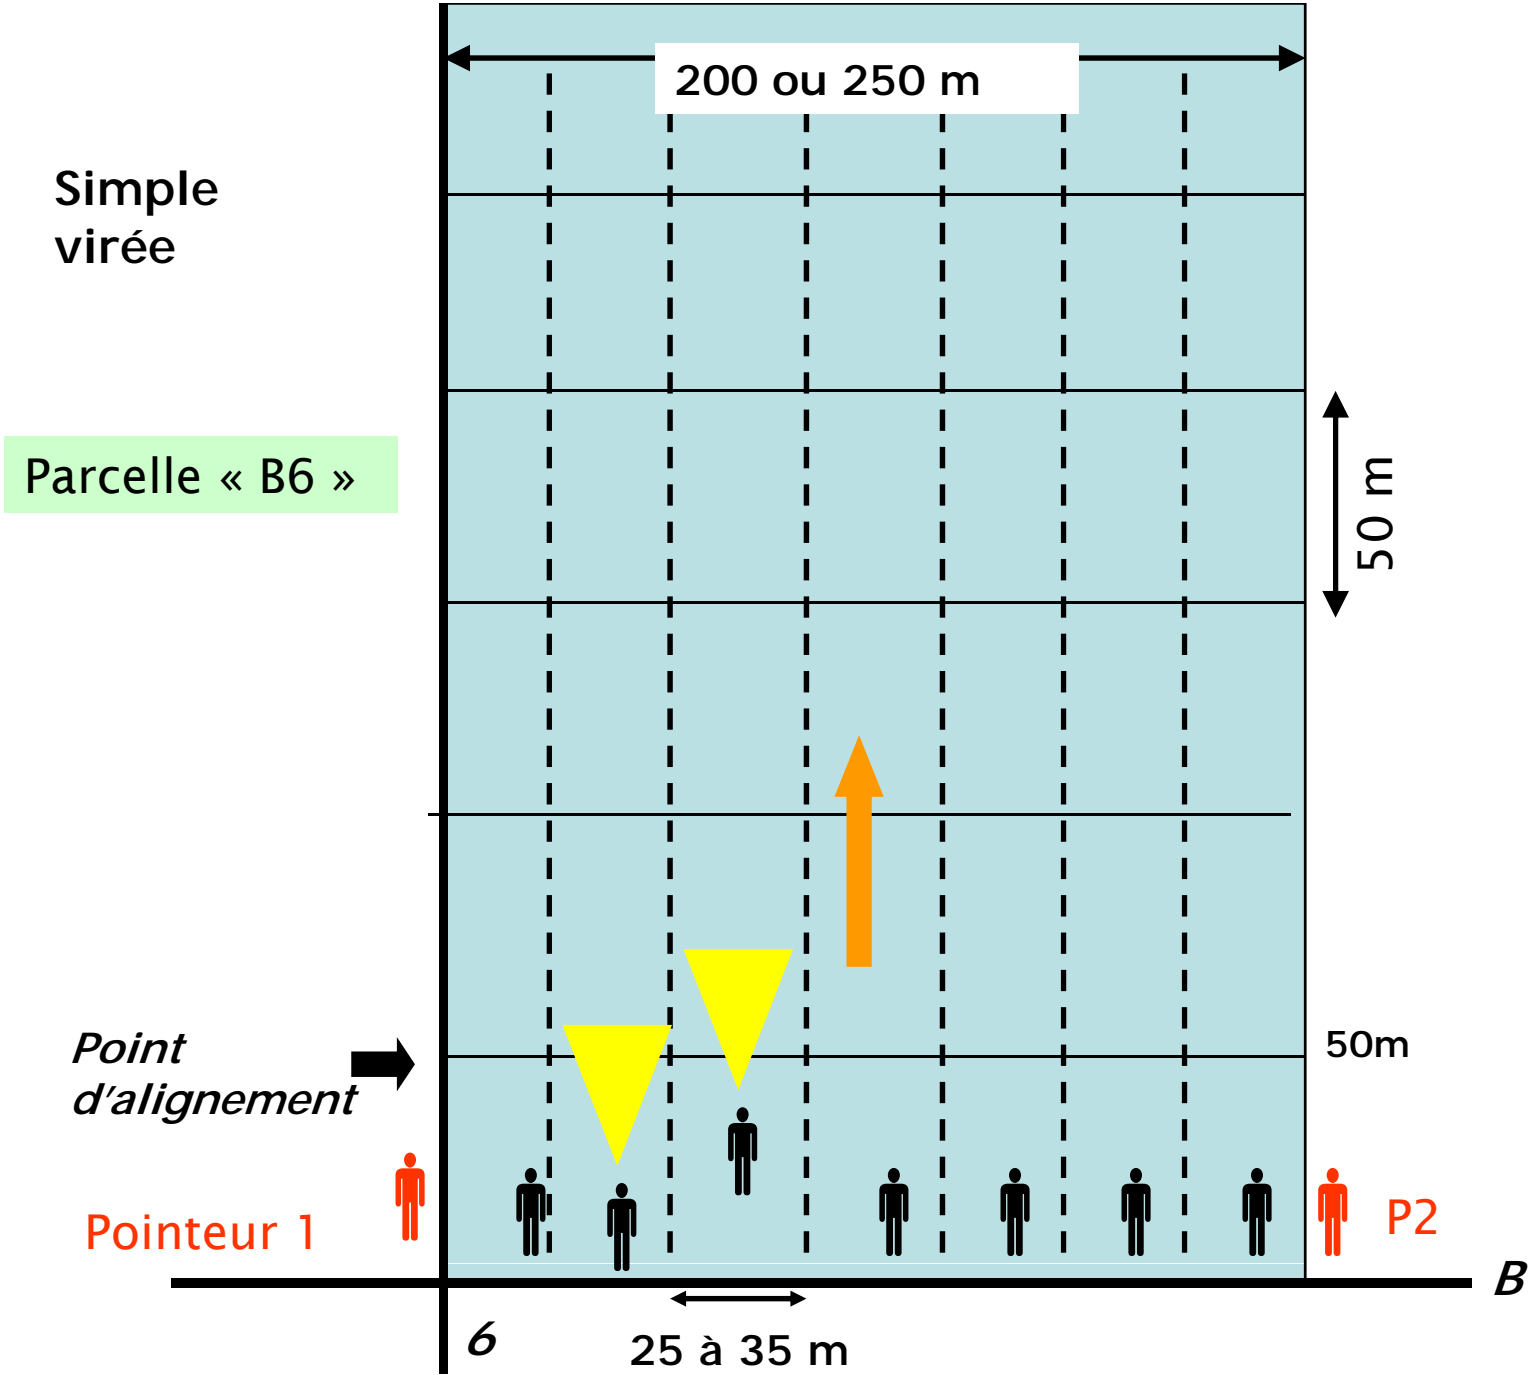 200 ou 250 m
Simple
virée
Parcelle « B6 »
50 m
Point
d'alignement
50m
Pointeur 1
P2
B
6
25 à 35 m